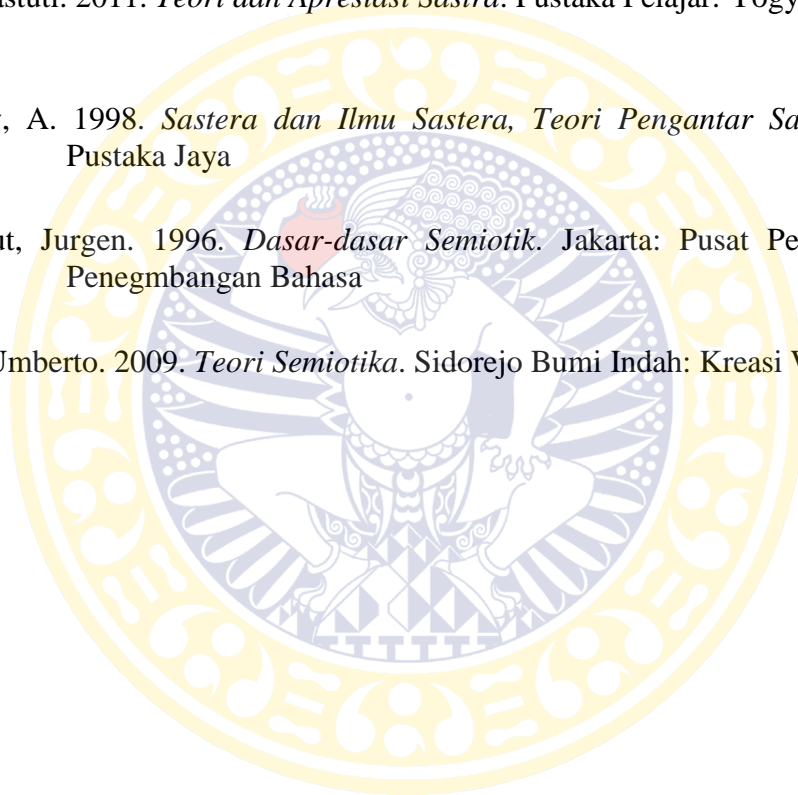 stuti. 2011. Teori dan Apresiasi Sastra. Pustaka Pelajar: Yogy
, A. 1998. Sastera dan Ilmu Sastera, Teori Pengantar Sa
Pustaka Jaya
ut, Jurgen. 1996. Dasar-dasar Semiotik. Jakarta: Pusat Pe
Penegmbangan Bahasa
Umberto. 2009. Teori Semiotika. Sidorejo Bumi Indah: Kreasi W